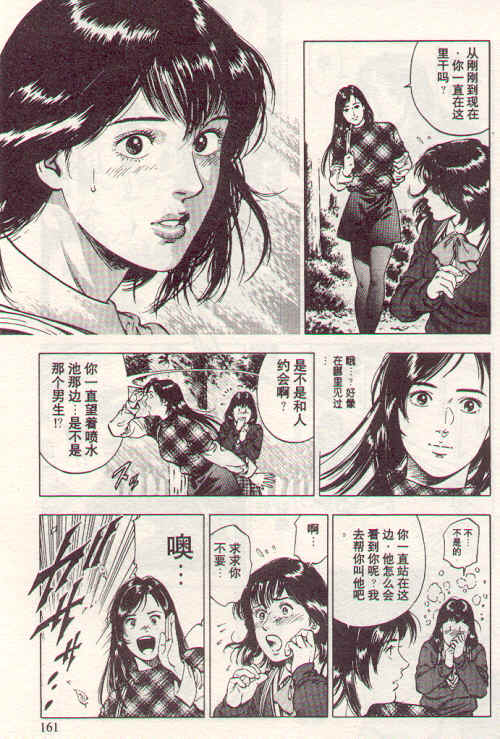 从刚刚到现在
，你一直在这
里干吗？
哦…？好像
在哪里见过
…
是不是和人
约会啊？
你一直望着喷水
池那边…是不是
那个男生!?
不…
不是的
你一直站在这
边，他怎么会
看到你呢？我
去帮你叫他吧
啊…
求求你
不要…
噢…
161